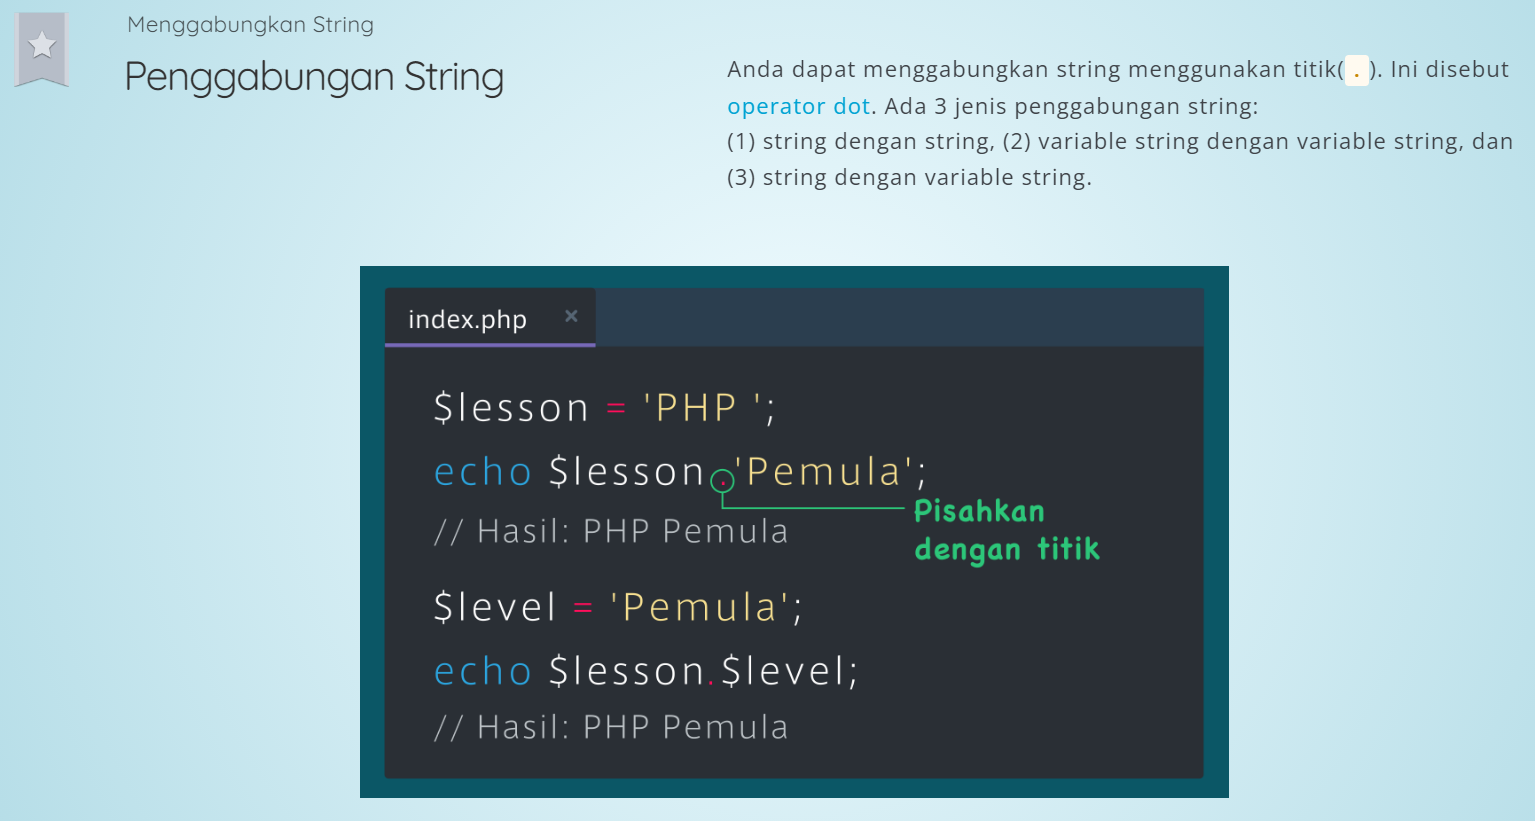 Menggabungkan String
Penggabungan String
Anda dapat menggabungkan string menggunakan titik( . ). Ini disebut
operator dot. Ada 3 jenis penggabungan string:
(1) string dengan string, (2) variable string dengan variable string, dan
(3) string dengan variable string.
index.php ×
$lesson = 'PHP ';
echo $lesson.'Pemula';
Pisahkan
dengan titik
// Hasil: PHP Pemula
$level = 'Pemula';
echo $lesson.$level;
// Hasil: PHP Pemula